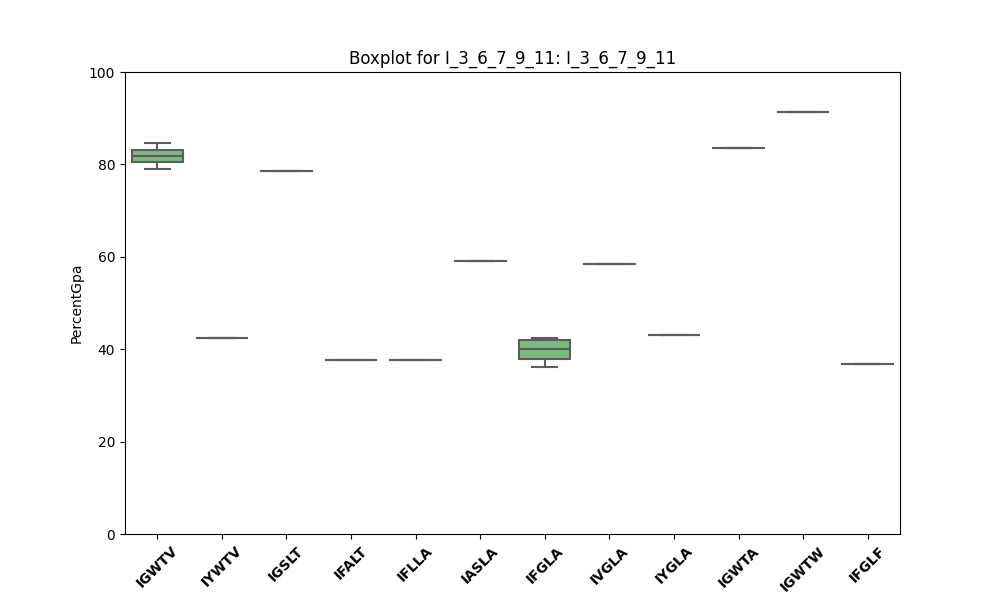 Boxplot for I_3_6_7_9_11: I_3_6_7_9_11
100
80
60
40
20
0
PercentGpa
IGWTV
IYWTV
IGSLT
IFALT
IFLLA
IASLA
IFGLA
IVGLA
IYGLA
IGWTA
IGWTW
IFGLF